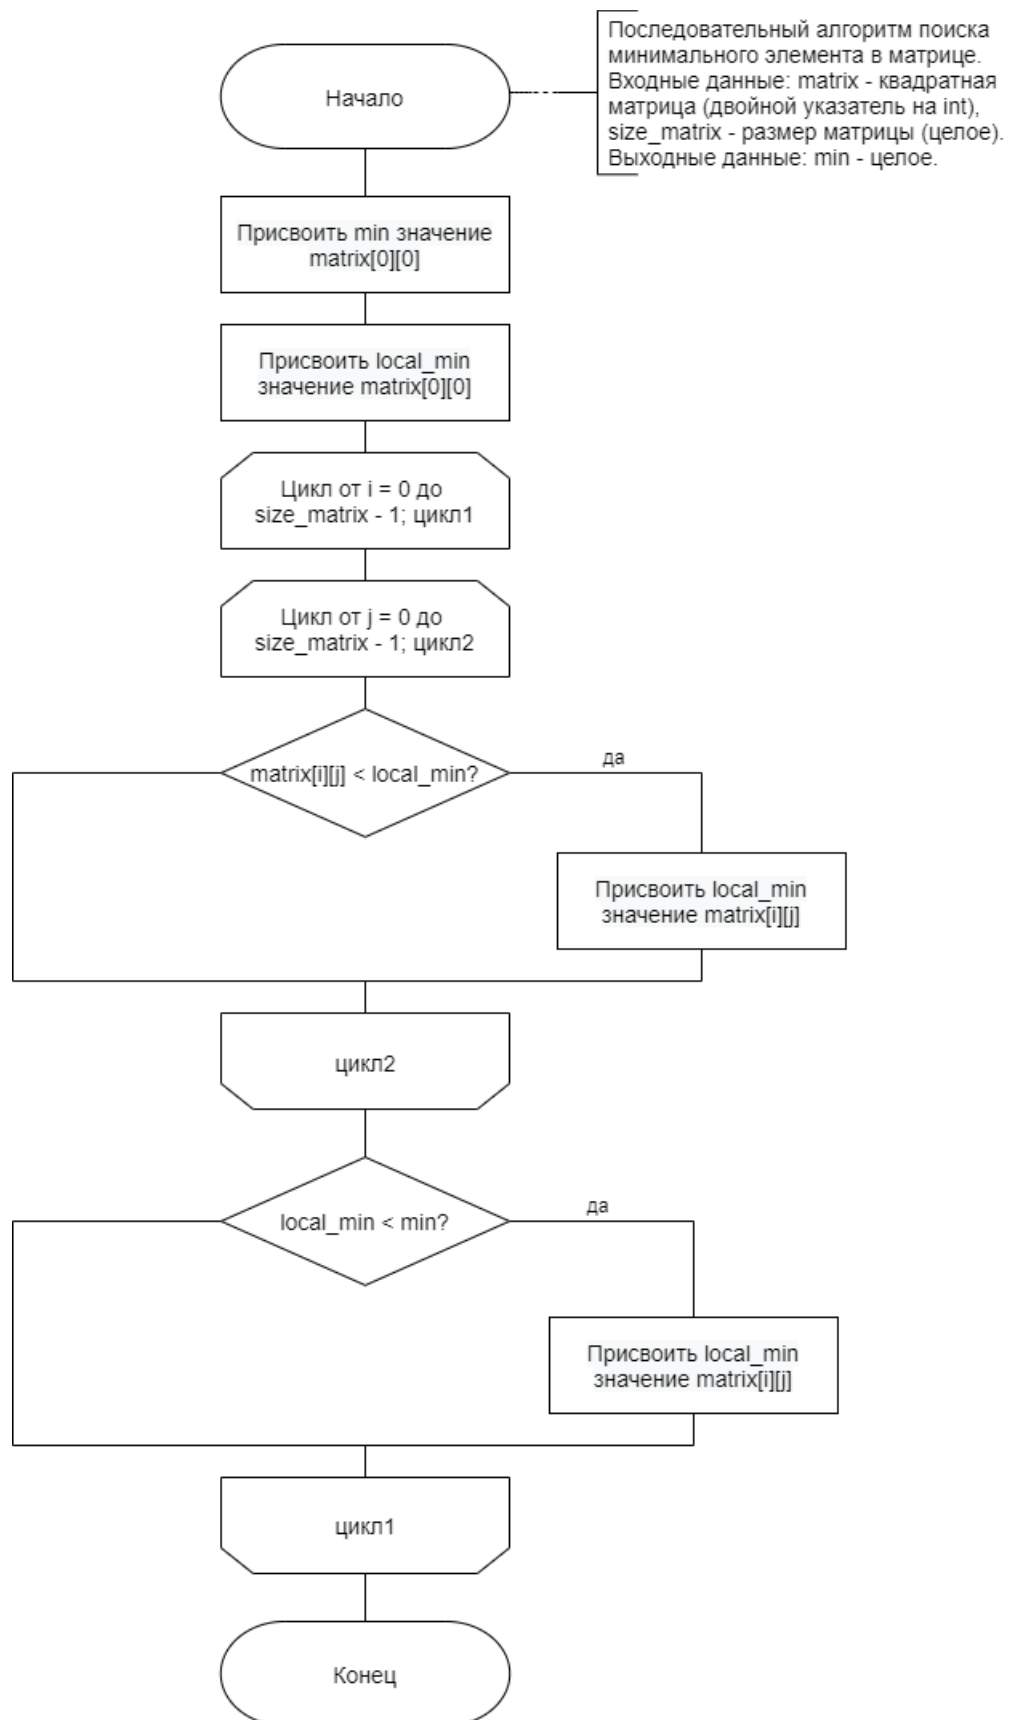 Последовательный алгоритм поиска
минимального элемента в матрице.
Входные данные: matrix - квадратная
матрица (двойной указатель на int),
size_matrix - размер матрицы (целое).
Выходные данные: min - целое.
Начало
Присвоить min значение
matrix[0][0]
Присвоить local_min
значение matrix[0][0]
Цикл от i = 0 до
size_matrix - 1; цикл1
Цикл от j = 0 до
size_matrix - 1; цикл2
matrix[i][j] < local_min?
да
Присвоить local_min
значение matrix[i][j]
цикл2
local_min < min?
да
Присвоить local_min
значение matrix[i][j]
цикл1
Конец